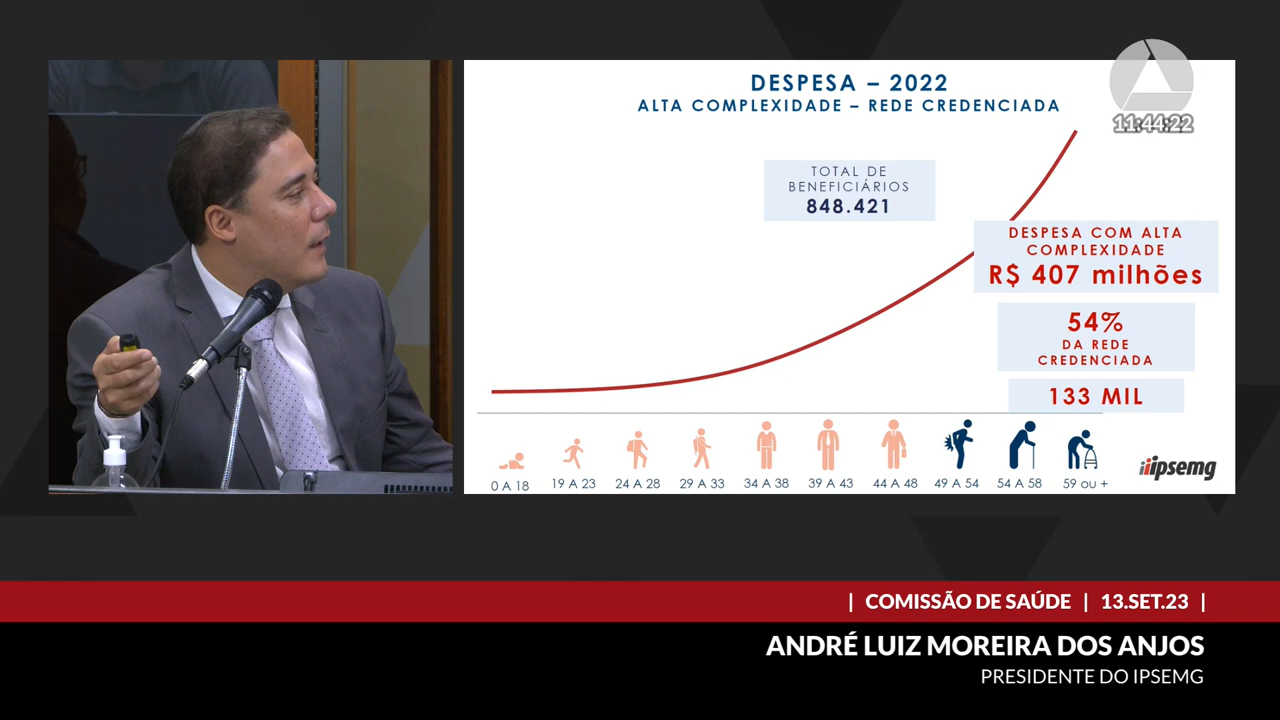 DESPESA – 2022
ALTA COMPLEXIDADE – REDE CREDENCIADA
11:44:22
TOTAL DE
BENEFICIÁRIOS
848.421
DESPESA COM ALTA
COMPLEXIDADE
R$ 407 milhões
54%
DA REDE
CREDENCIADA
133 MIL
0 A 18
19 A 23
24 A 28
29 A 33
34 A 38
39 A 43
44 A 48
49 A 54
54 A 58
59 ou +
ipsemg
| COMISSÃO DE SAÚDE | 13.SET.23 |
ANDRÉ LUIZ MOREIRA DOS ANJOS
PRESIDENTE DO IPSEMG